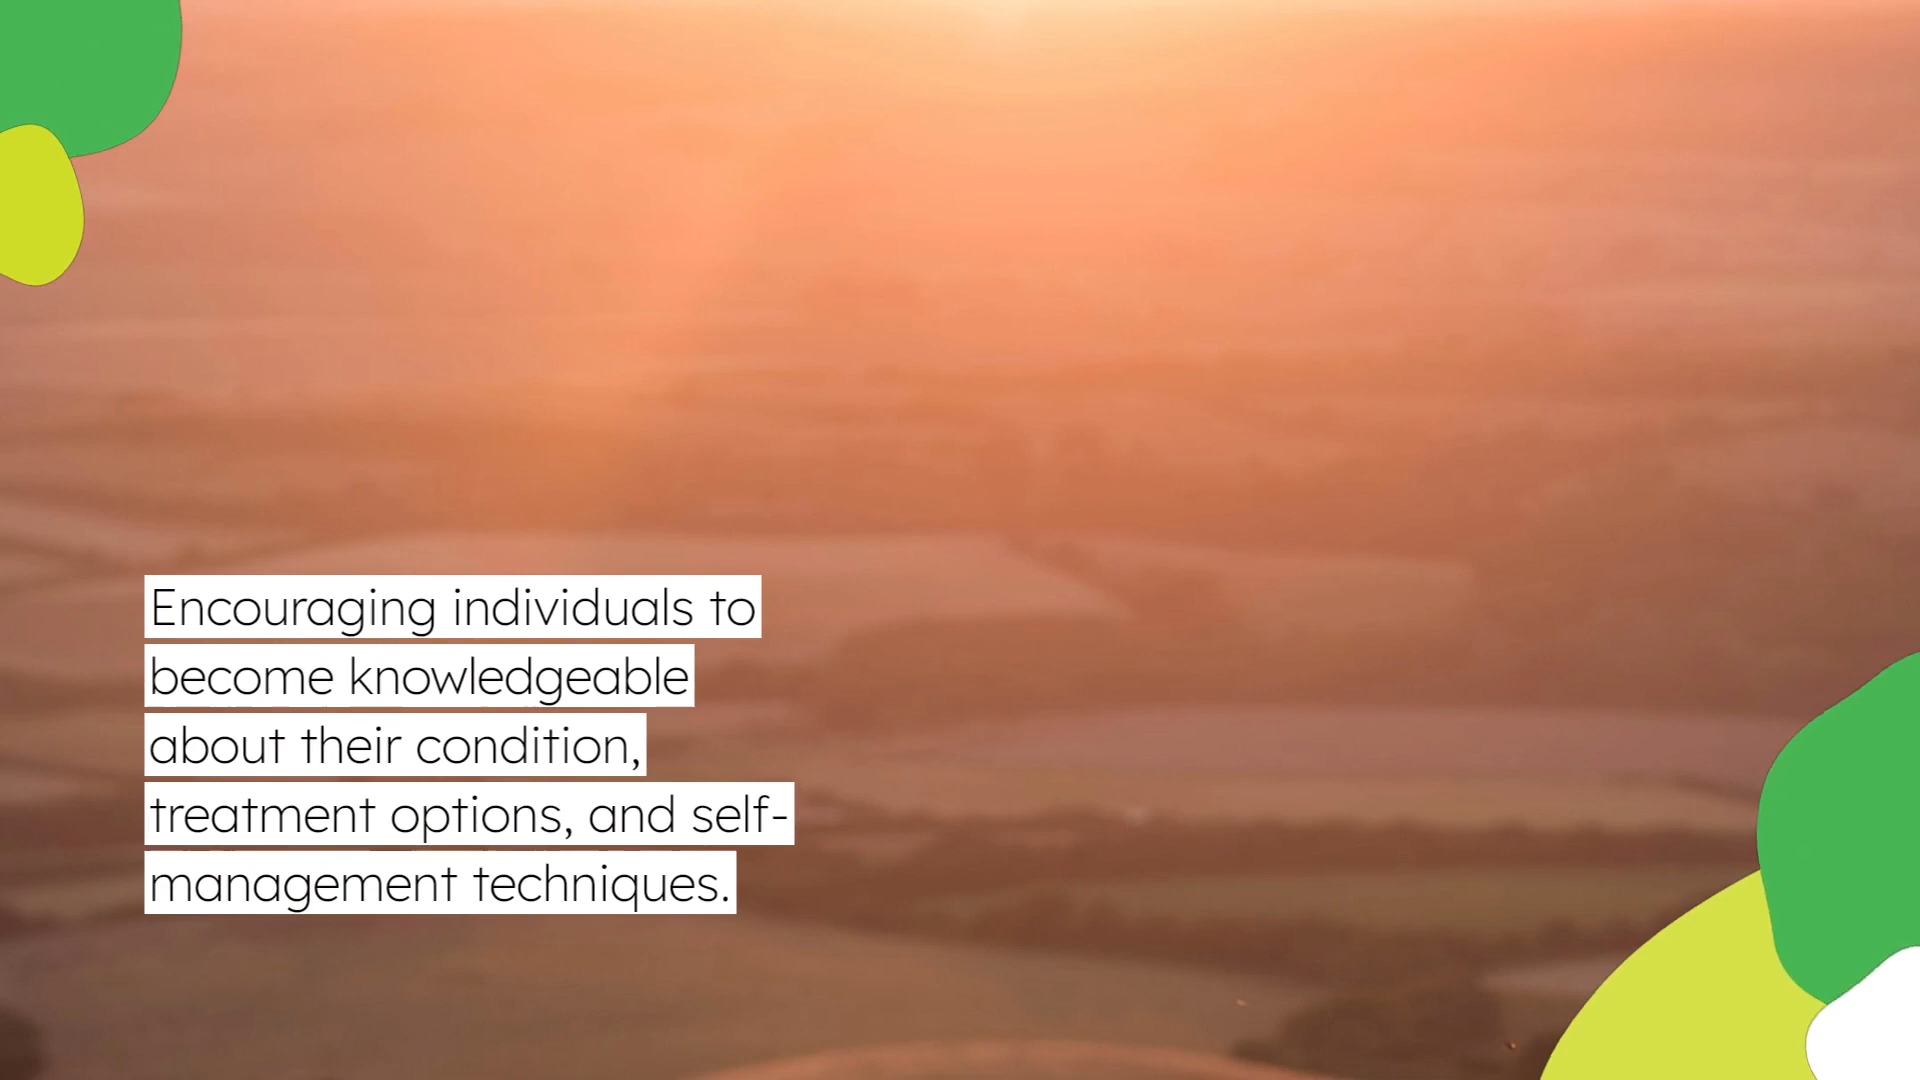 Encouraging individuals to
become knowledgeable
about their condition,
treatment options, and self-
management techniques.